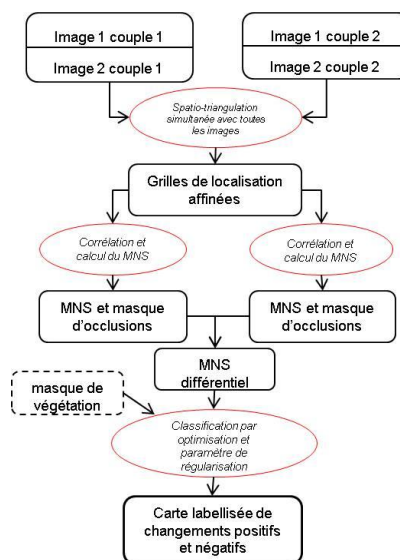 Image 1 couple 1
Image 2 couple 1
Image 1 couple 2
Image 2 couple 2
Spatio-triangulation
simultanée avec toutes
les images
Grilles de localisation
affinées
Corrélation et
calcul du MNS
Corrélation et
calcul du MNS
MNS et masque
d'occlusions
MNS et masque
d'occlusions
MNS
différentiel
masque de
végétation
Classification par
optimisation et
paramètre de
régularisation
Carte labellisée de
changements positifs
et négatifs